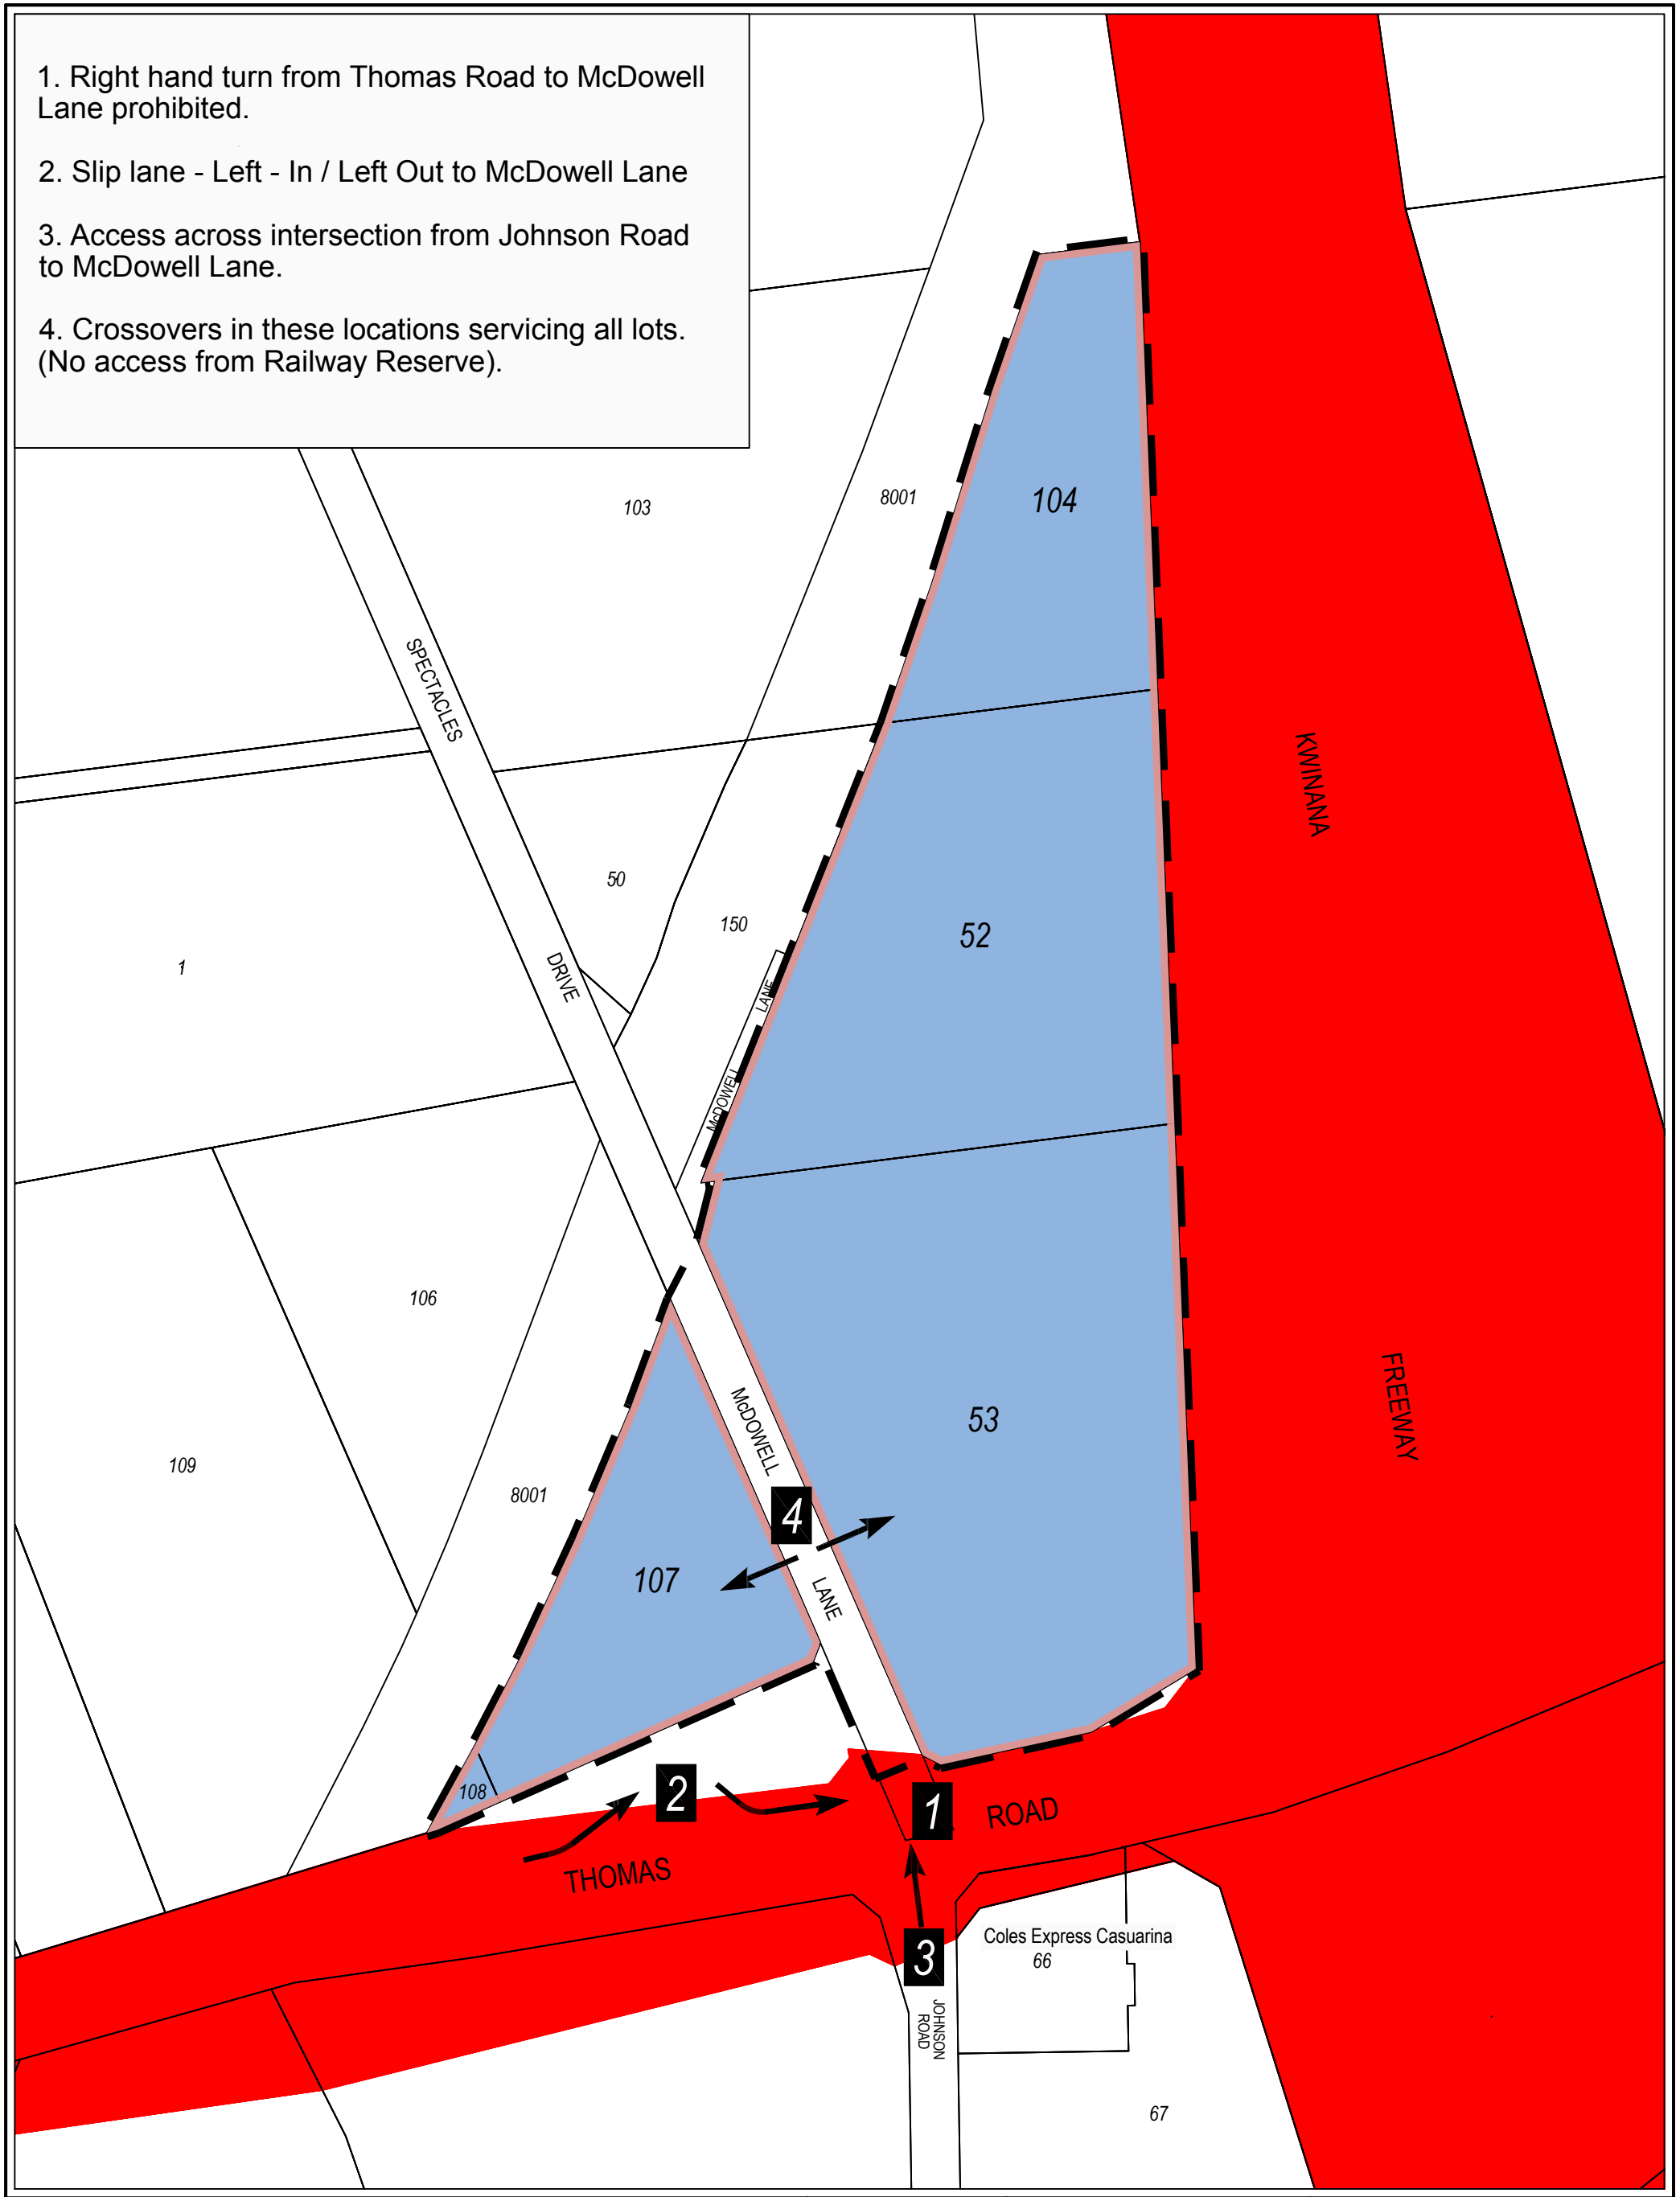 1. Right hand turn from Thomas Road to McDowell
Lane prohibited.
2. Slip lane - Left - In / Left Out to McDowell Lane
3. Access across intersection from Johnson Road
to McDowell Lane.
4. Crossovers in these locations servicing all lots.
(No access from Railway Reserve).
103
8001
104
SPECTACLES
KWINANA
50
150
52
1
DRIVE
LANE
McDOWELL
106
FREEWAY
McDOWELL
53
109
8001
4
107
LANE
108
2
1
ROAD
THOMAS
3
Coles Express Casuarina
66
JOHNSON
ROAD
67